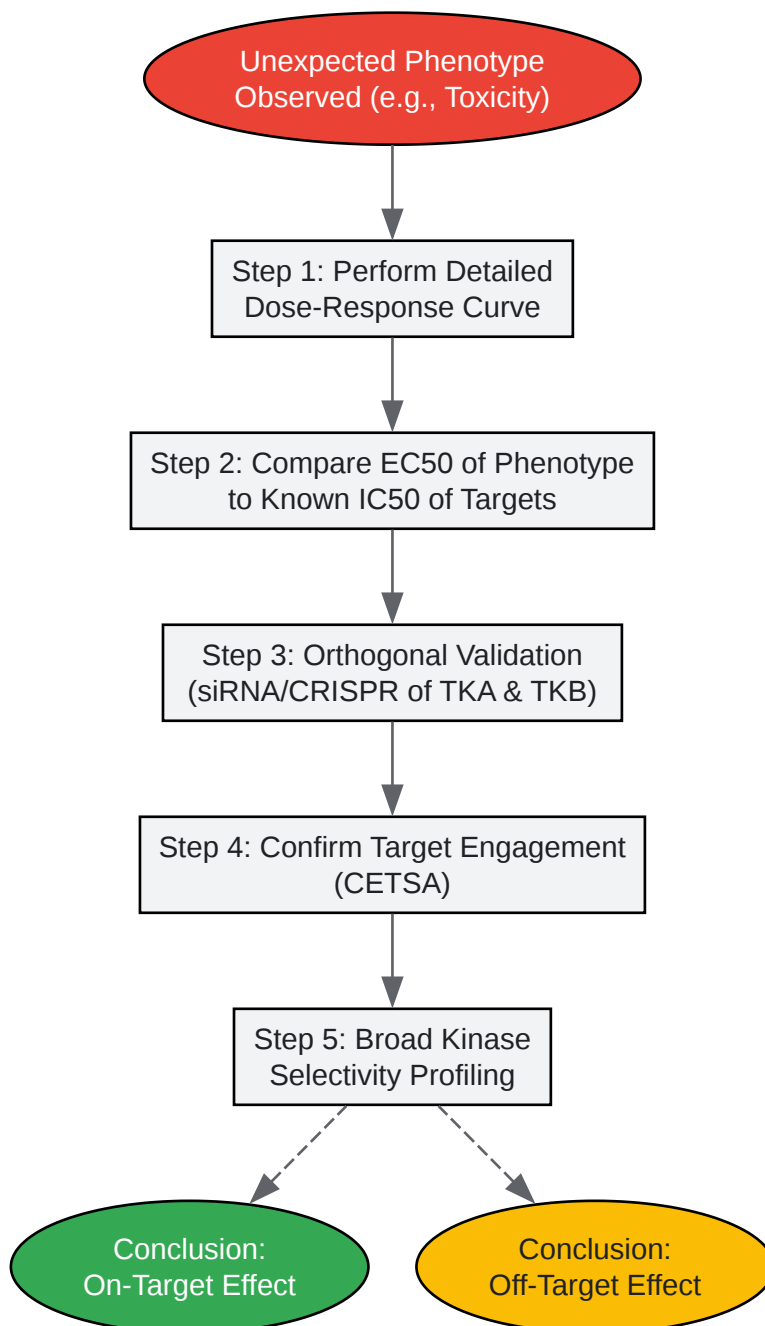 Unexpected Phenotype
Observed (e.g., Toxicity)
Step 1: Perform Detailed
Dose-Response Curve
Step 2: Compare EC50 of Phenotype
to Known IC50 of Targets
Step 3: Orthogonal Validation
(siRNA/CRISPR of TKA & TKB)
Step 4: Confirm Target Engagement
(CETSA)
Step 5: Broad Kinase
Selectivity Profiling
Conclusion:
On-Target Effect
Conclusion:
Off-Target Effect